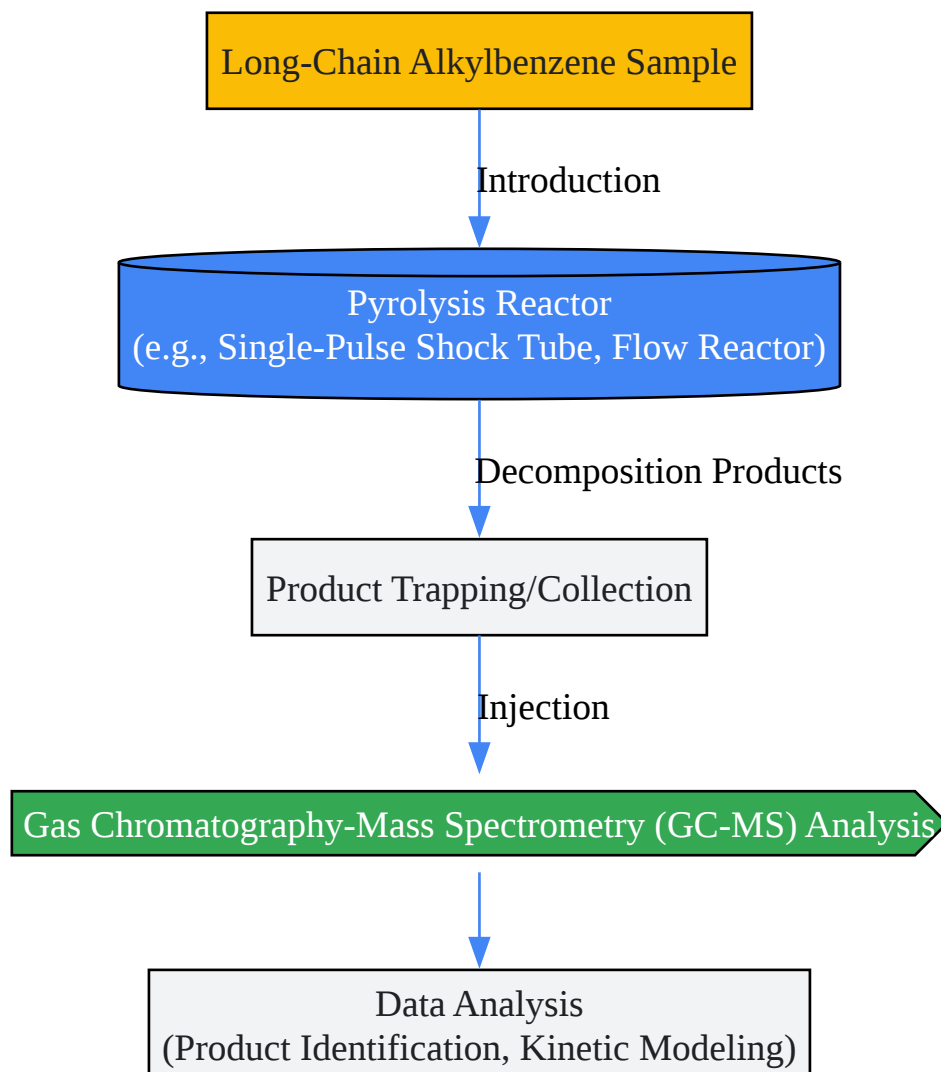 Long-Chain Alkylbenzene Sample
Introduction
Pyrolysis Reactor
(e.g., Single-Pulse Shock Tube, Flow Reactor)
Decomposition Products
Product Trapping/Collection
Injection
Gas Chromatography-Mass Spectrometry (GC-MS) Analysis
Data Analysis
(Product Identification, Kinetic Modeling)